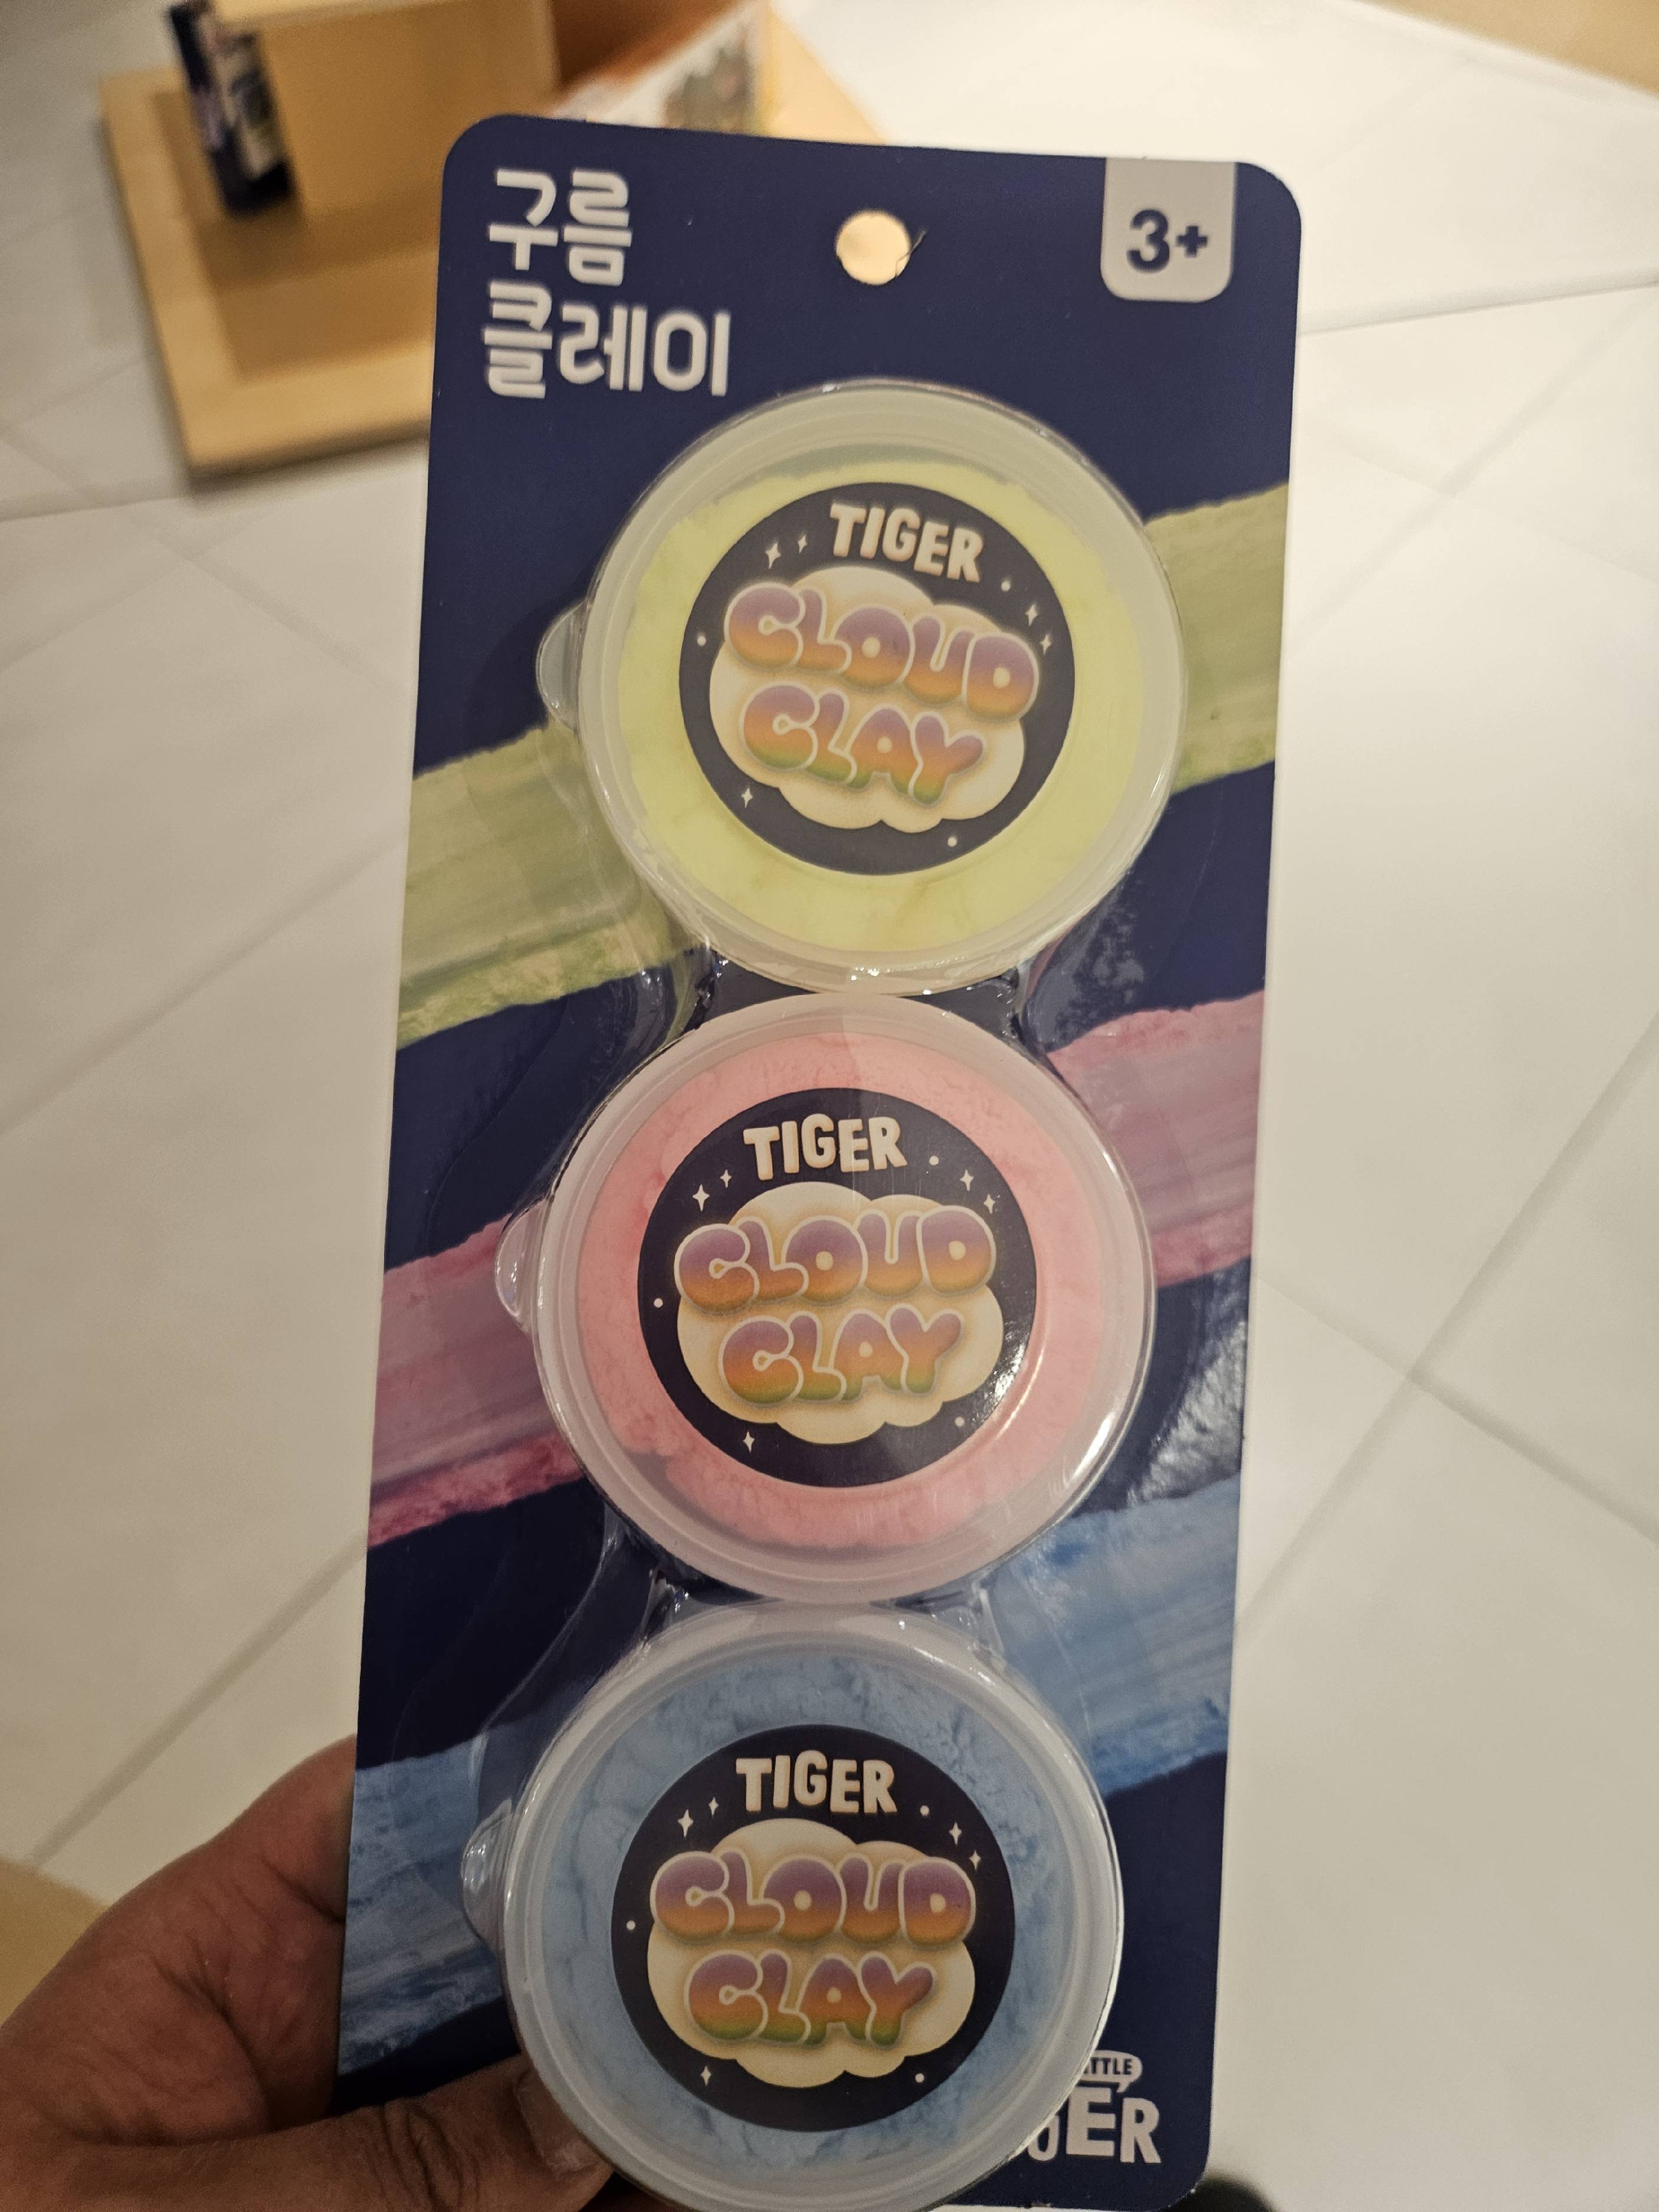 구름
클레이
3+
TIGER
CLOUD
CLAY
TIGER
CLOUD
CLAY
TIGER
CLOUD
CLAY